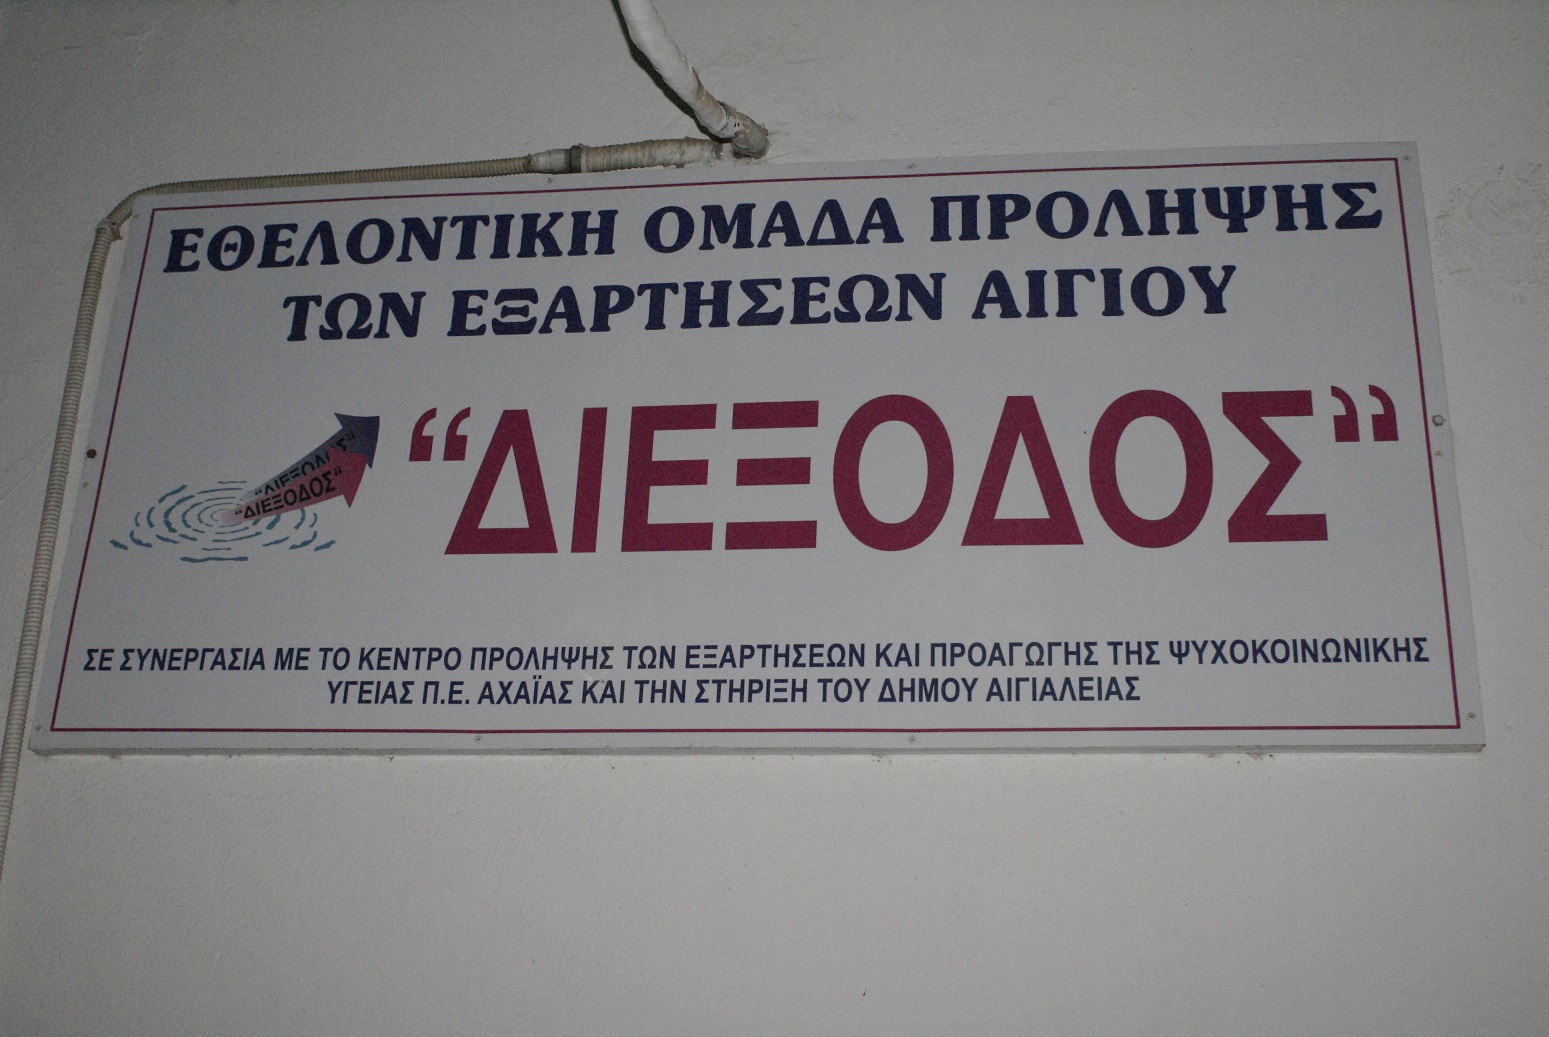 ΕΘΕΛΟΝΤΙΚΗ ΟΜΑΔΑ ΠΡΟΛΗΨΗΣ
ΤΩΝ ΕΞΑΡΤΗΣΕΩΝ ΑΙΓΙΟΥ
“ΔΙΕΞΟΔΟΣ”
“ΔΙΕΞΟΔΟΣ”
“ΔΙΕΞΟΔΟΣ”
ΣΕ ΣΥΝΕΡΓΑΣΙΑ ΜΕ ΤΟ ΚΕΝΤΡΟ ΠΡΟΛΗΨΗΣ ΤΩΝ ΕΞΑΡΤΗΣΕΩΝ ΚΑΙ ΠΡΟΑΓΩΓΗΣ ΤΗΣ ΨΥΧΟΚΟΙΝΩΝΙΚΗΣ
ΥΓΕΙΑΣ Π.Ε. ΑΧΑΪΑΣ ΚΑΙ ΤΗΝ ΣΤΗΡΙΞΗ ΤΟΥ ΔΗΜΟΥ ΑΙΓΙΑΛΕΙΑΣ